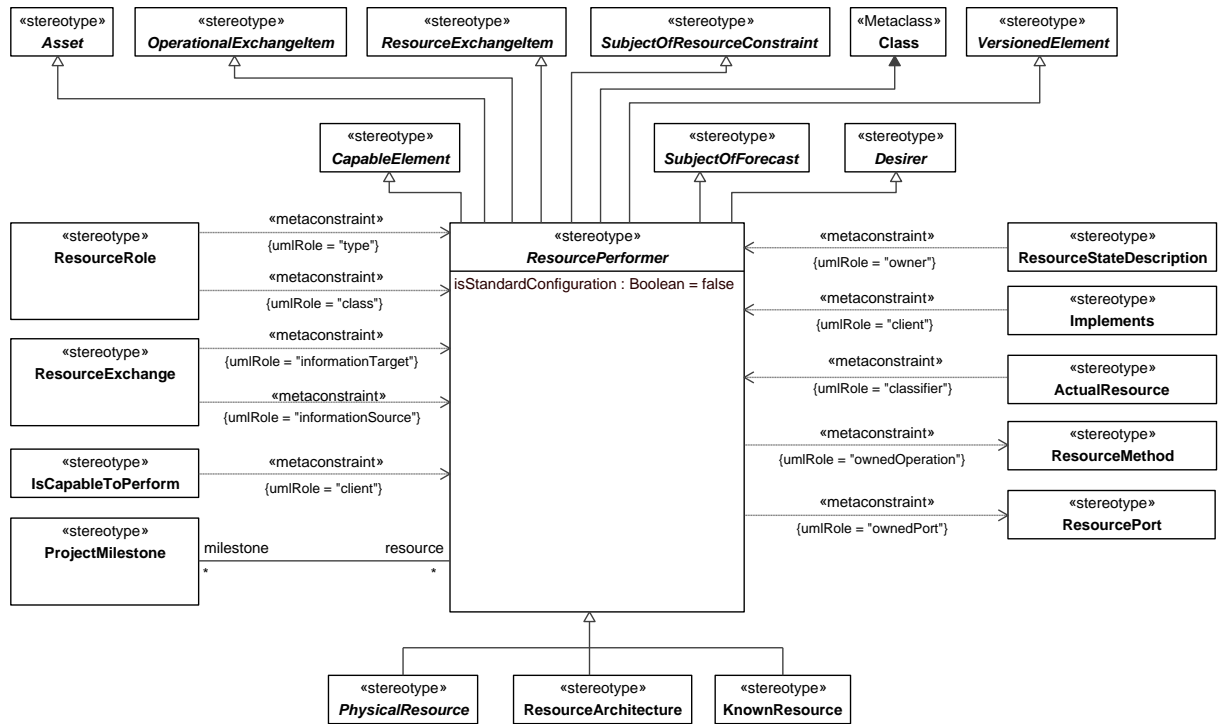 «stereotype»
Asset
«stereotype»
OperationalExchangeItem
«stereotype»
ResourceExchangeItem
«stereotype»
SubjectOfResourceConstraint
«Metaclass»
Class
«stereotype»
VersionedElement
«stereotype»
CapableElement
«stereotype»
SubjectOfForecast
«stereotype»
Desirer
«stereotype»
ResourceRole
«metaconstraint»
{umlRole = "type"}
«metaconstraint»
{umlRole = "class"}
«stereotype»
ResourceExchange
«metaconstraint»
{umlRole = "informationTarget"}
«metaconstraint»
{umlRole = "informationSource"}
«stereotype»
IsCapableToPerform
«metaconstraint»
{umlRole = "client"}
«stereotype»
ProjectMilestone
milestone
*
resource
*
«stereotype»
ResourcePerformer
isStandardConfiguration : Boolean = false
«metaconstraint»
{umlRole = "owner"}
«stereotype»
ResourceStateDescription
«metaconstraint»
{umlRole = "client"}
«stereotype»
Implements
«metaconstraint»
{umlRole = "classifier"}
«stereotype»
ActualResource
«metaconstraint»
{umlRole = "ownedOperation"}
«stereotype»
ResourceMethod
«metaconstraint»
{umlRole = "ownedPort"}
«stereotype»
ResourcePort
«stereotype»
PhysicalResource
«stereotype»
ResourceArchitecture
«stereotype»
KnownResource